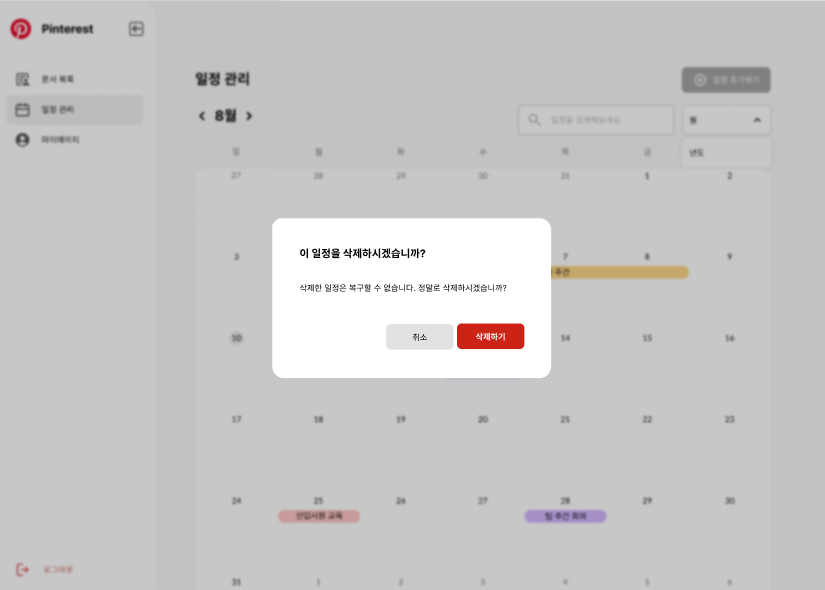 Pinterest
문서 목록
일정 관리
마이페이지
로그아웃
일정 관리
일정 추가하기
8월
일정을 검색해보세요
월
년도
일 월 화 수 목 금
27 28 29 30 31 1 2
3 7 8 9
주간
이 일정을 삭제하시겠습니까?
삭제한 일정은 복구할 수 없습니다. 정말로 삭제하시겠습니까?
취소 삭제하기
10 14 15 16
17 18 19 20 21 22 23
24 25 26 27 28 29 30
신입사원 교육 팀 주간 회의
31 1 2 3 4 5 6